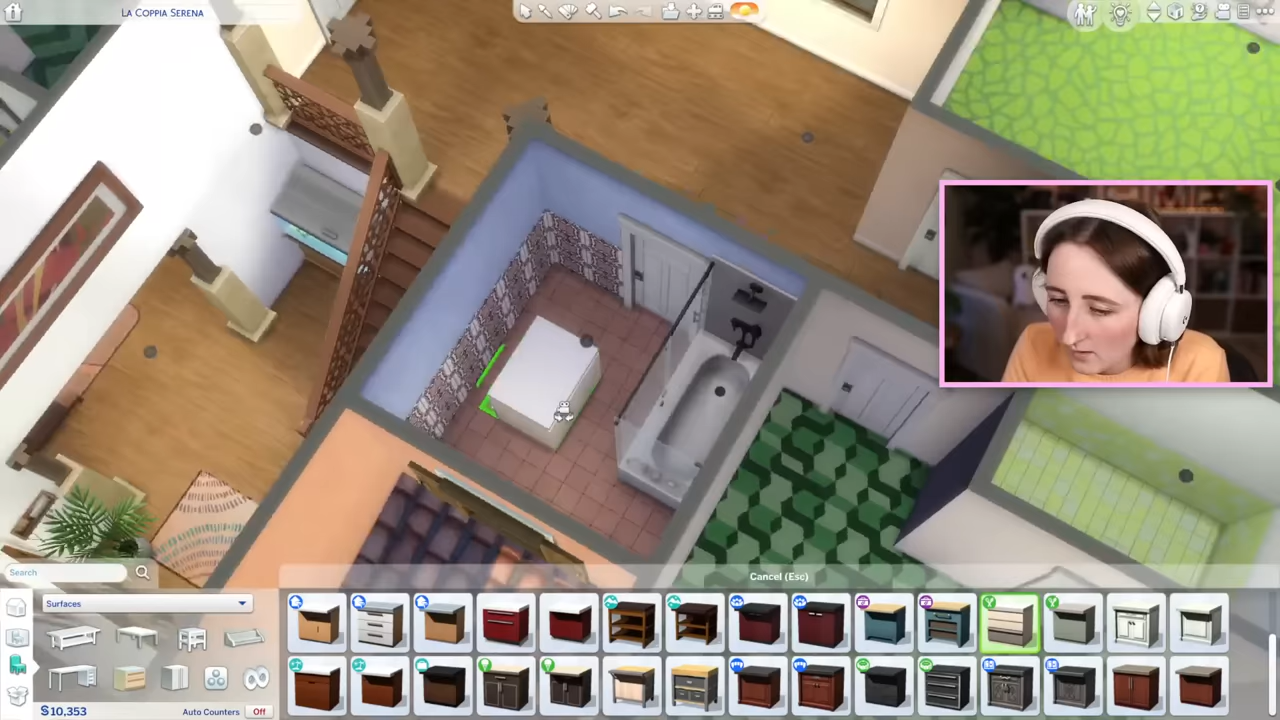 LA COPPIA SERENA
Search
Cancel (Esc)
Surfaces
$10,353
Auto Counters
Off